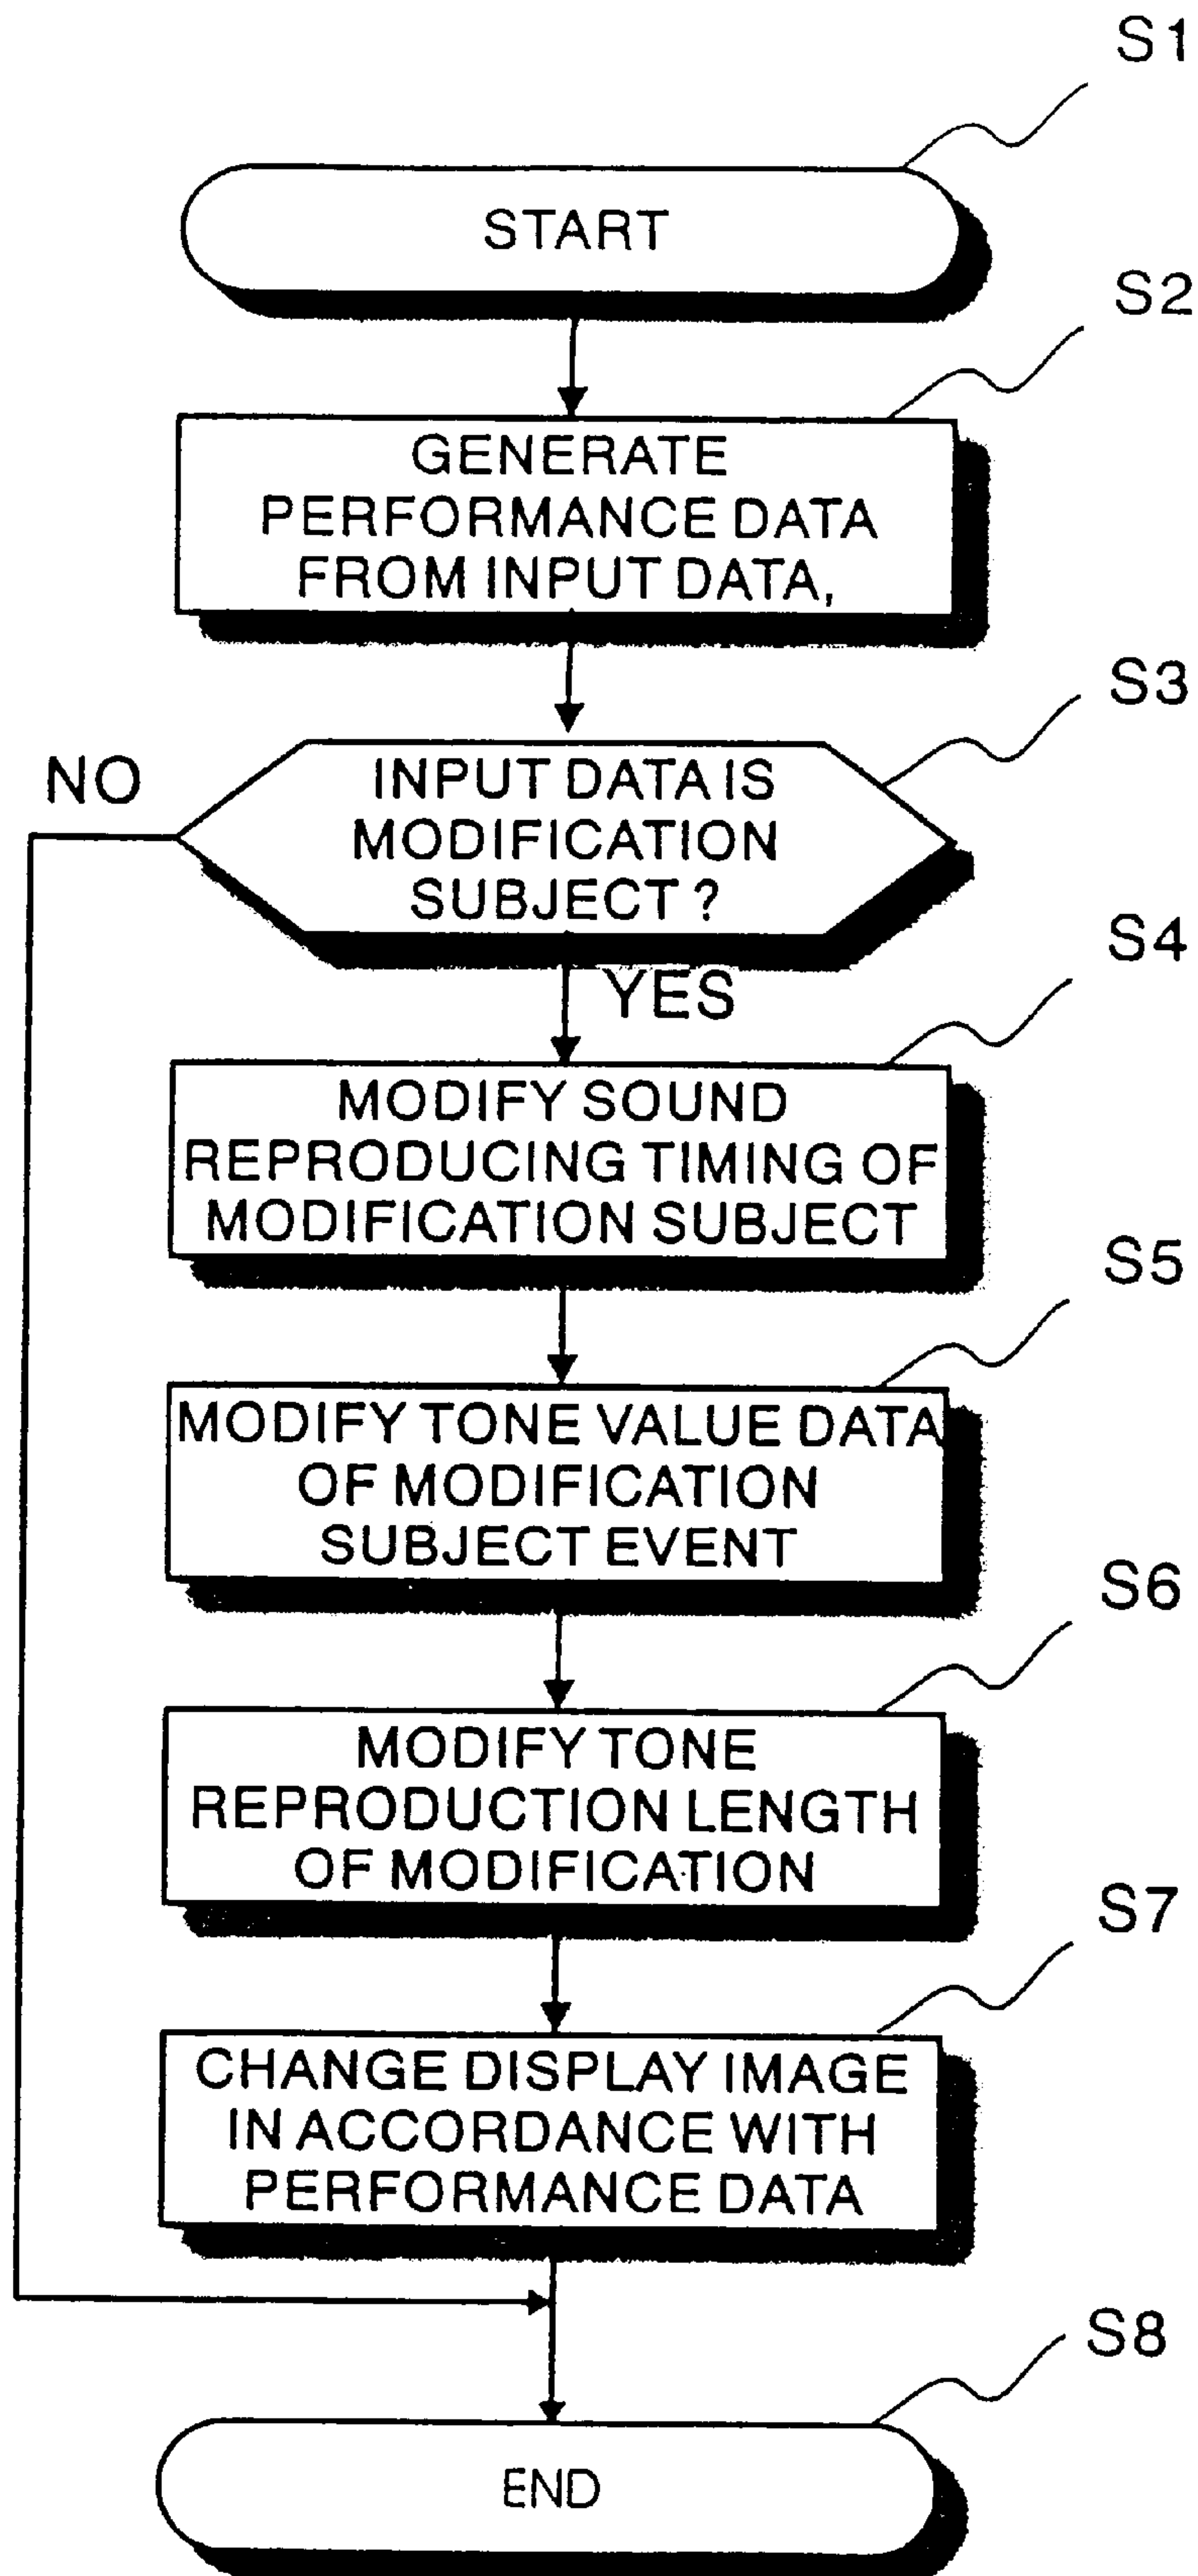 S1
START
S2
GENERATE
PERFORMANCE DATA
FROM INPUT DATA,
S3
NO
INPUT DATA IS
MODIFICATION
SUBJECT ?
S4
YES
MODIFY SOUND
REPRODUCING TIMING OF
MODIFICATION SUBJECT
S5
MODIFY TONE VALUE DATA
OF MODIFICATION
SUBJECT EVENT
S6
MODIFY TONE
REPRODUCTION LENGTH
OF MODIFICATION
S7
CHANGE DISPLAY IMAGE
IN ACCORDANCE WITH
PERFORMANCE DATA
S8
END